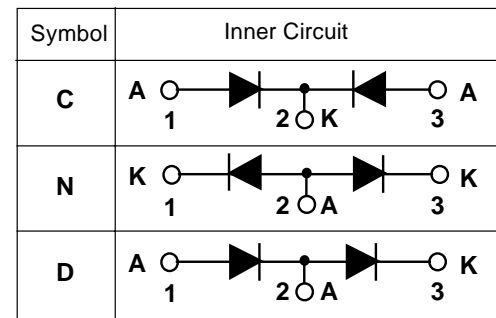 Symbol Inner Circuit
C A K A
1 2 3
N K A K
1 2 3
D A A K
1 2 3